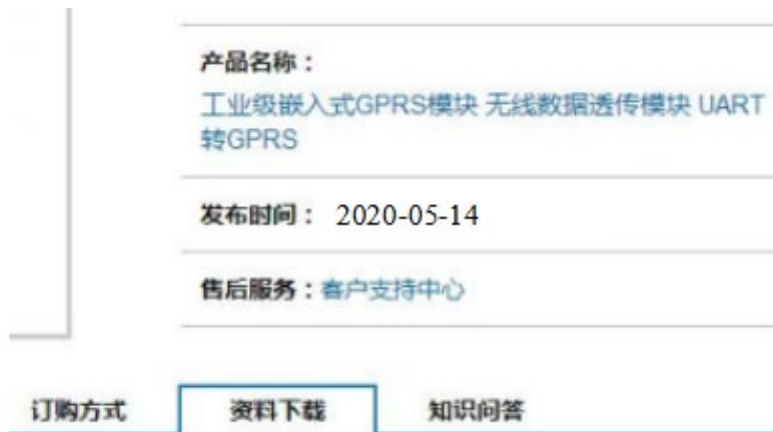 产品名称：
工业级嵌入式GPRS模块 无线数据透传模块 UART
转GPRS
发布时间： 2020-05-14
售后服务：客户支持中心
订购方式 资料下载 知识问答